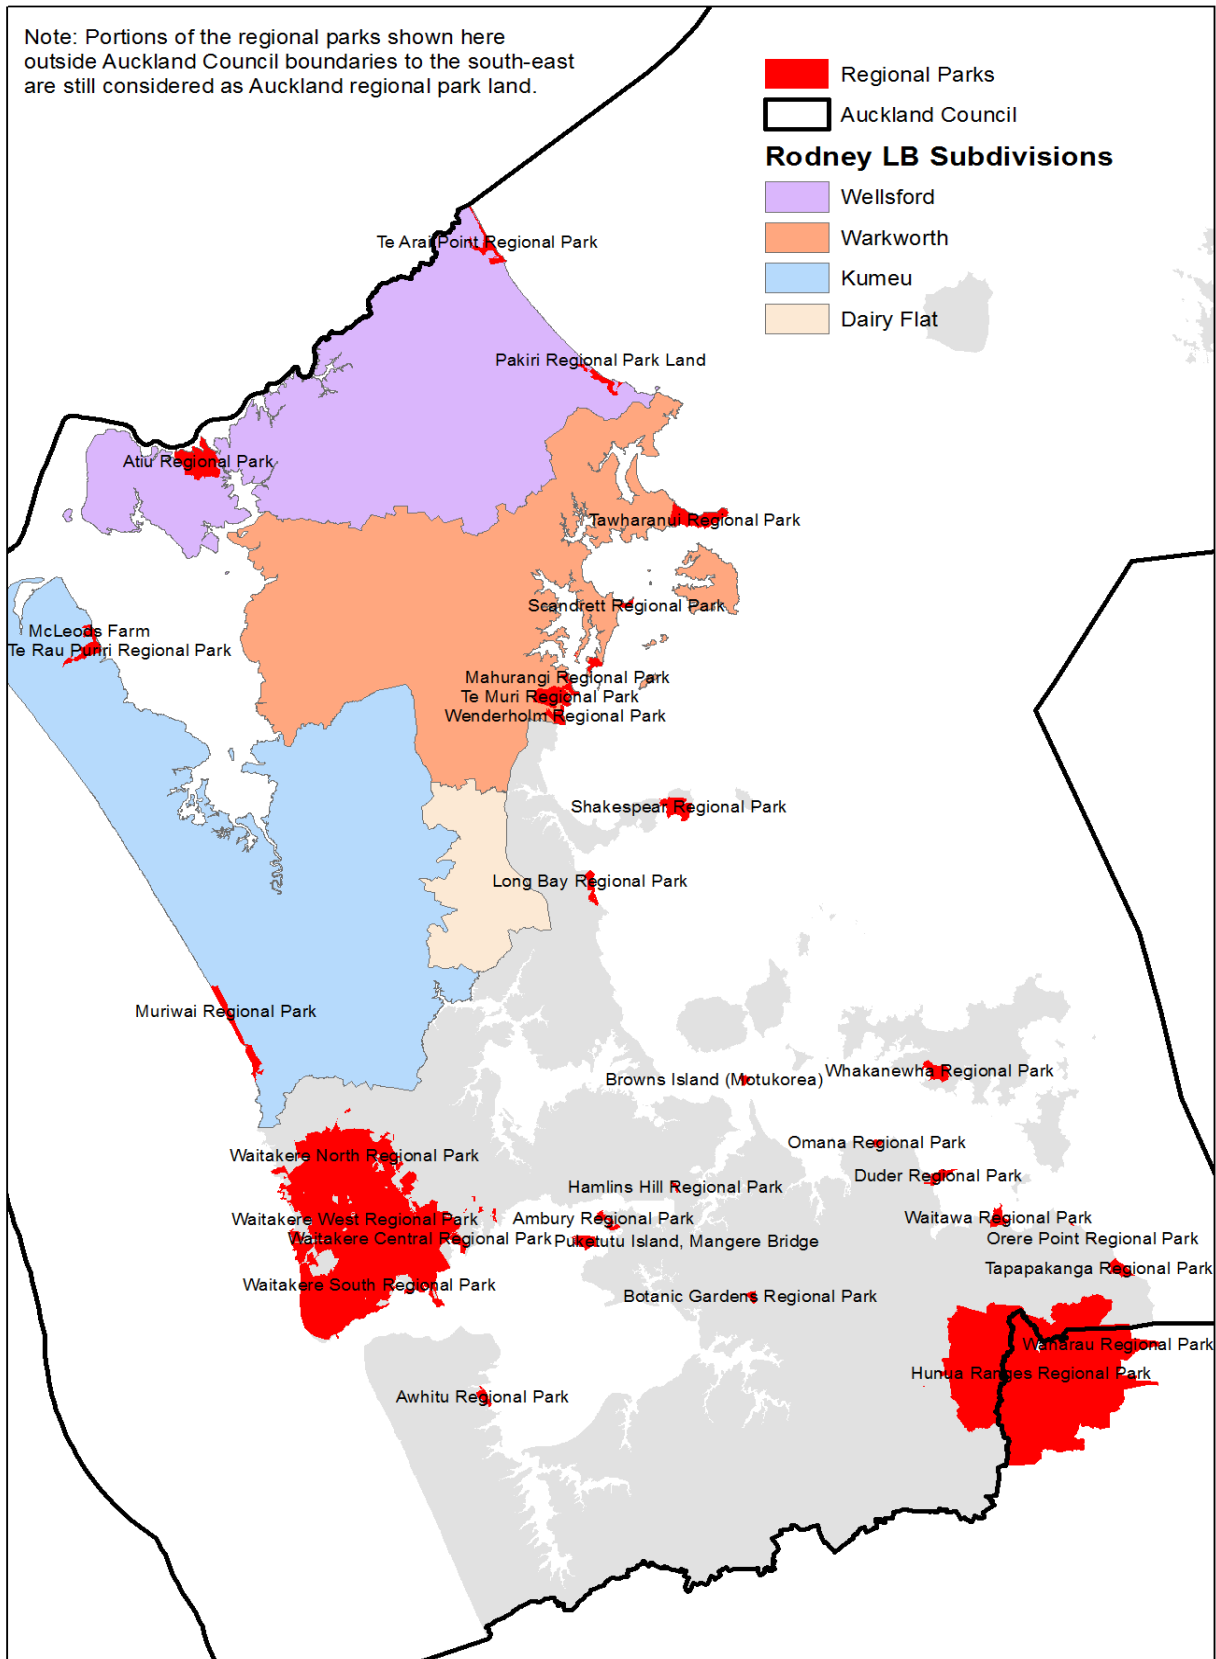 Note: Portions of the regional parks shown here
outside Auckland Council boundaries to the south-east
are still considered as Auckland regional park land.
Regional Parks
Auckland Council
Rodney LB Subdivisions
Wellsford
Warkworth
Kumeu
Dairy Flat
Te Arai Point Regional Park
Pakiri Regional Park Land
Atiu Regional Park
Tawharanui Regional Park
Scandrett Regional Park
McLeods Farm
Te Rau Puriri Regional Park
Mahurangi Regional Park
Te Muri Regional Park
Wenderholm Regional Park
Shakespear Regional Park
Long Bay Regional Park
Muriwai Regional Park
Browns Island (Motukorea)
Whakanewha Regional Park
Omana Regional Park
Waitakere North Regional Park
Duder Regional Park
Hamlins Hill Regional Park
Waitakere West Regional Park
Ambury Regional Park
Waitawa Regional Park
Waitakere Central Regional Park
Puketutu Island, Mangere Bridge
Orere Point Regional Park
Tapapakanga Regional Park
Waitakere South Regional Park
Botanic Gardens Regional Park
Wharau Regional Park
Hunua Ranges Regional Park
Awhitu Regional Park